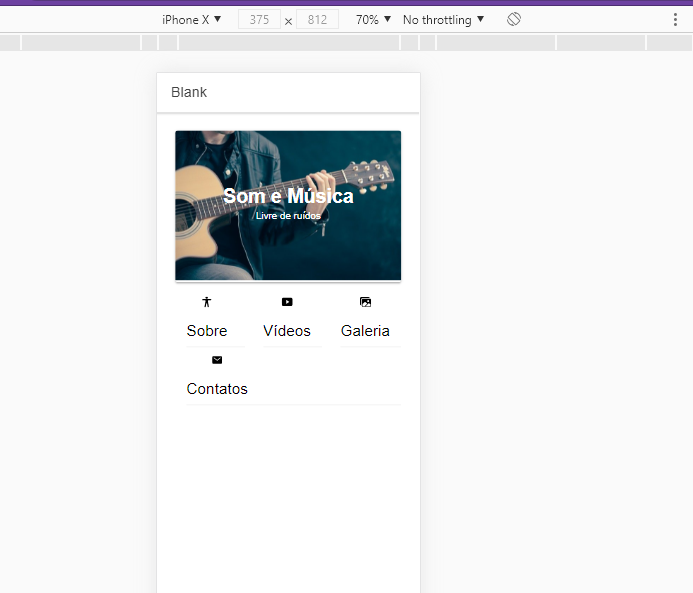 iPhone X ▼ 375 × 812 70% ▼ No throttling ▼
Blank
Som e Música
Livre de ruídos
Sobre Vídeos Galeria
Contatos